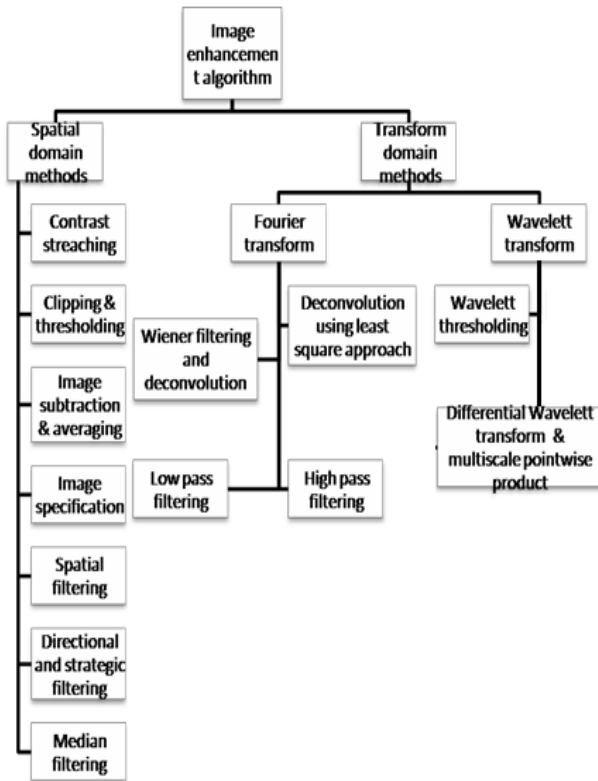 Image
enhancemen
t algorithm
Spatial
domain
methods
Transform
domain
methods
Contrast
streaching
Fourier
transform
Wavelett
transform
Clipping &
thresholding
Wiener filtering
and
deconvolution
Deconvolution
using least
square approach
Wavelett
thresholding
Image
subtraction
& averaging
Differential Wavelett
transform &
multiscale pointwise
product
Image
specification
Low pass
filtering
High pass
filtering
Spatial
filtering
Directional
and strategic
filtering
Median
filtering